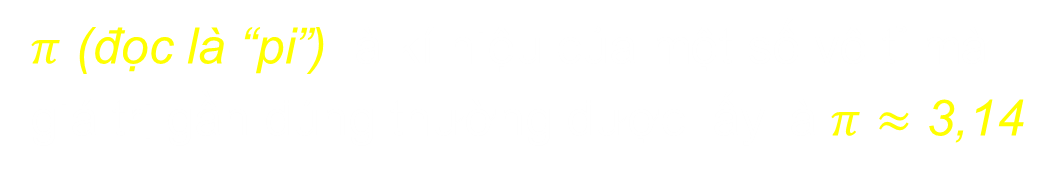 π (đọc là “pi”)
π ≈ 3,14